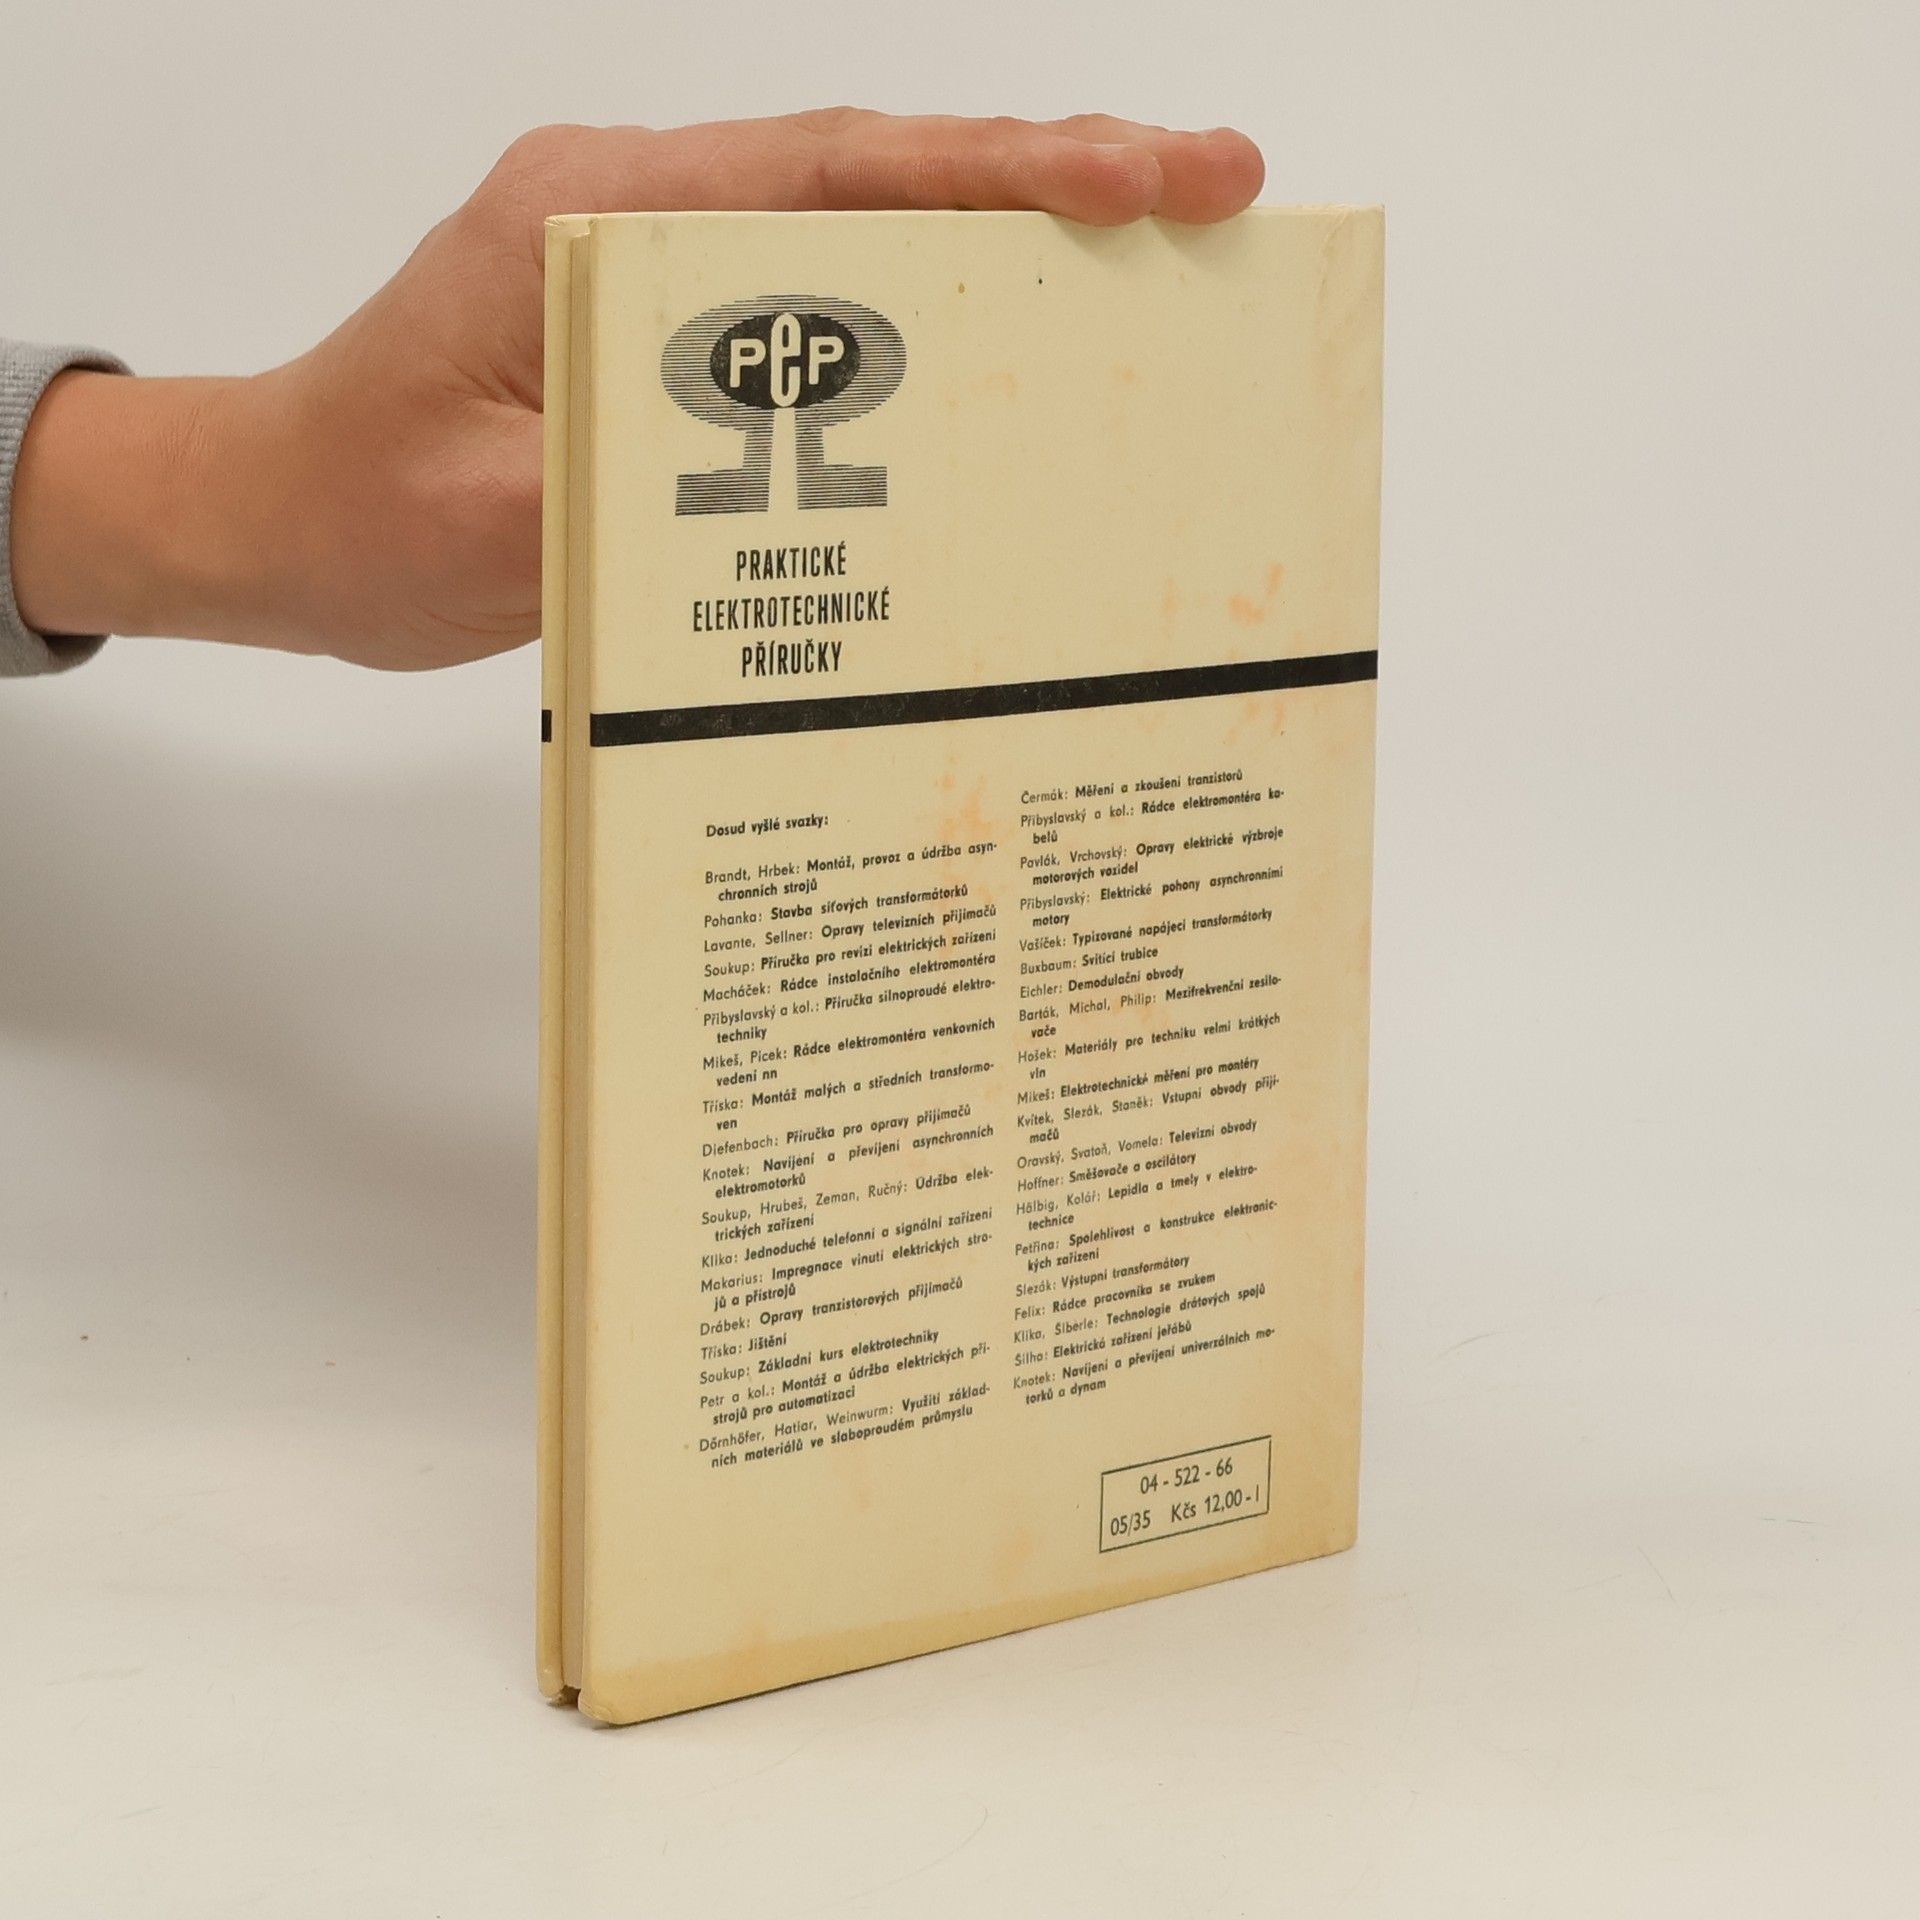 PeP
PRAKTICKÉ
ELEKTROTECHNICKÉ
PŘÍRUČKY
Dosud vyšlé svazky:
Brandt, Hrbek: Montáž, provoz a údržba asyn-
chronních strojů
Pohanka: Stavba síťových transformátorků
Lavante, Sellner: Opravy televizních přijímačů
Soukup: Příručka pro revizi elektrických zařízení
Macháček: Rádce instalačního elektromontéra
Přibyslavský a kol.: Příručka silnoproudé elektro-
techniky
Mikeš, Picek: Rádce elektromontéra venkovních
vedení nn
Tříska: Montáž malých a středních transformo-
ven
Diefenbach: Příručka pro opravy přijímačů
Knotek: Navíjení a převíjení asynchronních
elektromotorků
Soukup, Hrubeš, Zeman, Ručný: Údržba elek-
trických zařízení
Klika: Jednoduché telefonní a signální zařízení
Makarius: Impregnace vinutí elektrických stro-
jů a přístrojů
Drábek: Opravy tranzistorových přijímačů
Tříska: Jištění
Soukup: Základní kurs elektrotechniky
Petr a kol.: Montáž a údržba elektrických pří-
strojů pro automatizaci
Dörnhöfer, Hatlar, Weinwurm: Využití základ-
ních materiálů ve slaboproudém průmyslu
Čermák: Měření a zkoušení tranzistorů
Přibyslavský a kol.: Rádce elektromontéra ka-
belů
Pavlák, Vrchovský: Opravy elektrické výzbroje
motorových vozidel
Přibyslavský: Elektrické pohony asynchronními
motory
Vašíček: Typizované napájecí transformátorky
Buxbaum: Svítící trubice
Eichler: Demodulační obvody
Barták, Michal, Philip: Mezifrekvenční zesilo-
vače
Hošek: Materiály pro techniku velmi krátkých
vln
Mikeš: Elektrotechnické měření pro montéry
Kvítek, Slezák, Staněk: Vstupní obvody přijí-
mačů
Oravský, Svatoň, Vomela: Televizní obvody
Hoffner: Směšovače a oscilátory
Hälbig, Kolář: Lepidla a tmely v elektro-
technice
Petřina: Spolehlivost a konstrukce elektronic-
kých zařízení
Slezák: Výstupní transformátory
Felix: Rádce pracovníka se zvukem
Klika, Šiberle: Technologie drátových spojů
Šilha: Elektrická zařízení jeřábů
Knotek: Navíjení a převíjení univerzálních mo-
torků a dynam
04 - 522 - 66
05/35 Kčs 12,00 - I